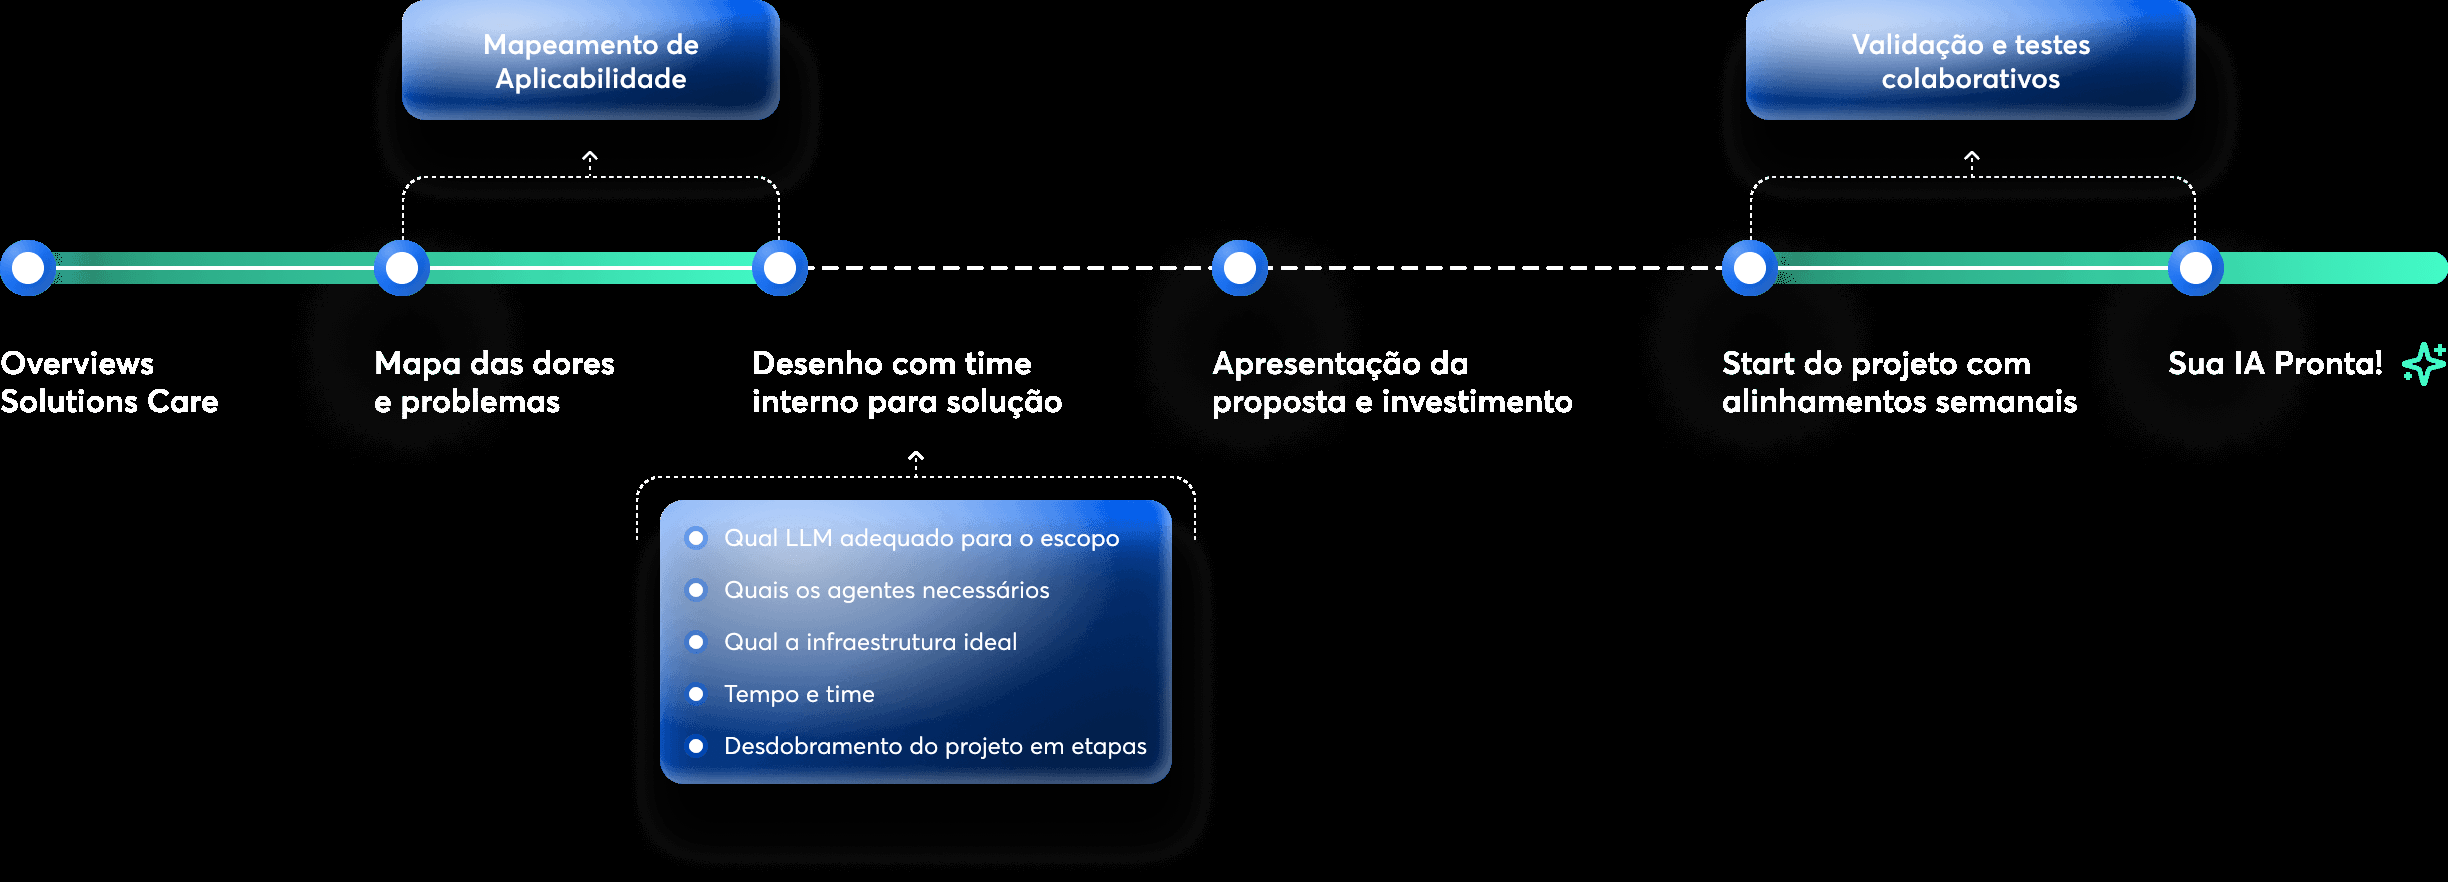 Mapeamento de
Aplicabilidade
Validação e testes
colaborativos
Overviews
Solutions Care
Mapa das dores
e problemas
Desenho com time
interno para solução
Apresentação da
proposta e investimento
Start do projeto com
alinhamentos semanais
Sua IA Pronta!
Qual LLM adequado para o escopo
Quais os agentes necessários
Qual a infraestrutura ideal
Tempo e time
Desdobramento do projeto em etapas